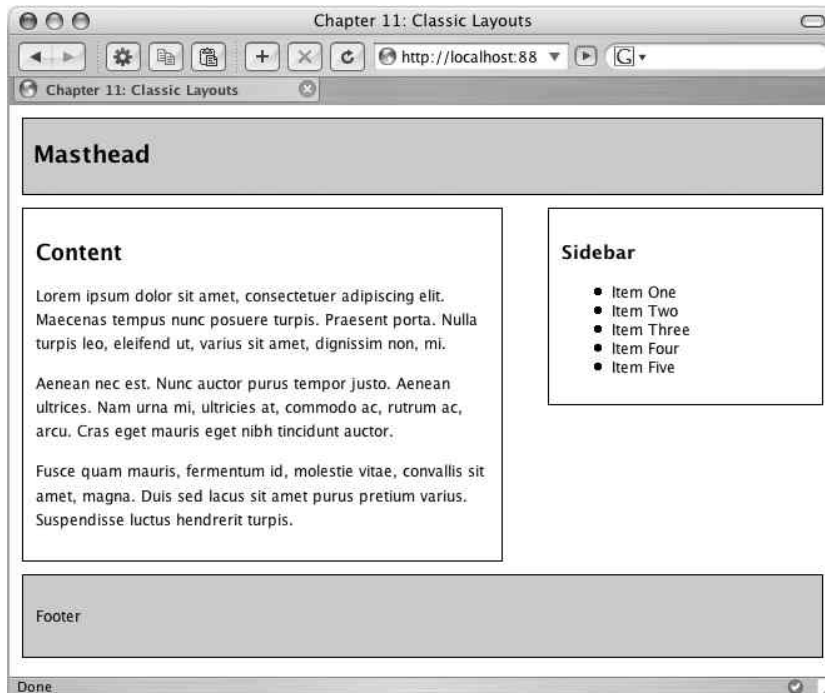 Chapter 11: Classic Layouts
http://localhost:88
G
Chapter 11: Classic Layouts
Masthead
Content
Lorem ipsum dolor sit amet, consectetuer adipiscing elit.
Maecenas tempus nunc posuere turpis. Praesent porta. Nulla
turpis leo, eleifend ut, varius sit amet, dignissim non, mi.
Aenean nec est. Nunc auctor purus tempor justo. Aenean
ultrices. Nam urna mi, ultricies at, commodo ac, rutrum ac,
arcu. Cras eget mauris eget nibh tincidunt auctor.
Fusce quam mauris, fermentum id, molestie vitae, convallis sit
amet, magna. Duis sed lacus sit amet purus pretium varius.
Suspendisse luctus hendrerit turpis.
Sidebar
Item One
Item Two
Item Three
Item Four
Item Five
Footer
Done